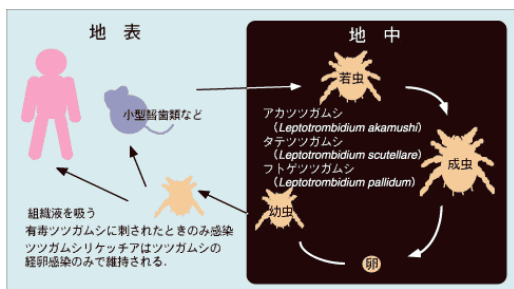 地 表
地 中
若虫
小型齧歯類など
アカツツガムシ
(Leptotrombidium akamushi)
タテツツガムシ
(Leptotrombidium scutellare)
フトゲツツガムシ
(Leptotrombidium pallidum)
成虫
幼虫
卵
組織液を吸う
有毒ツツガムシに刺されたときのみ感染
ツツガムシリケッチアはツツガムシの
経卵感染のみで維持される.